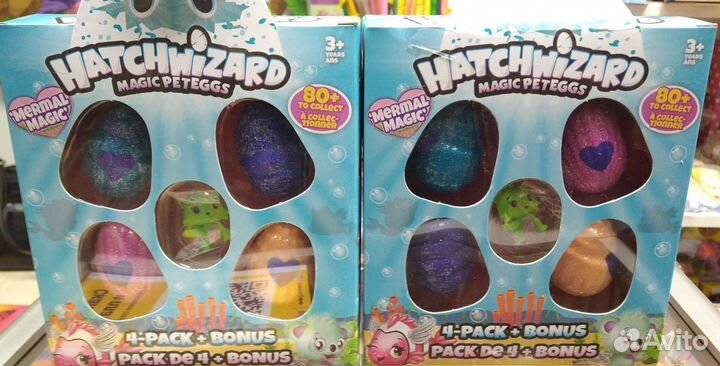 HATCHWIZARD
MAGIC PETEGGS
3+
YEARS
ANS
'MERMAL
MAGIC'
80+
TO COLLECT
À COLLEC-
TIONNER
4-PACK + BONUS
PACK DE 4 + BONUS
HATCHWIZARD
MAGIC PETEGGS
3+
YEARS
ANS
'MERMAL
MAGIC'
80+
TO COLLECT
À COLLEC-
TIONNER
4-PACK + BONUS
PACK DE 4 + BONUS
Avito